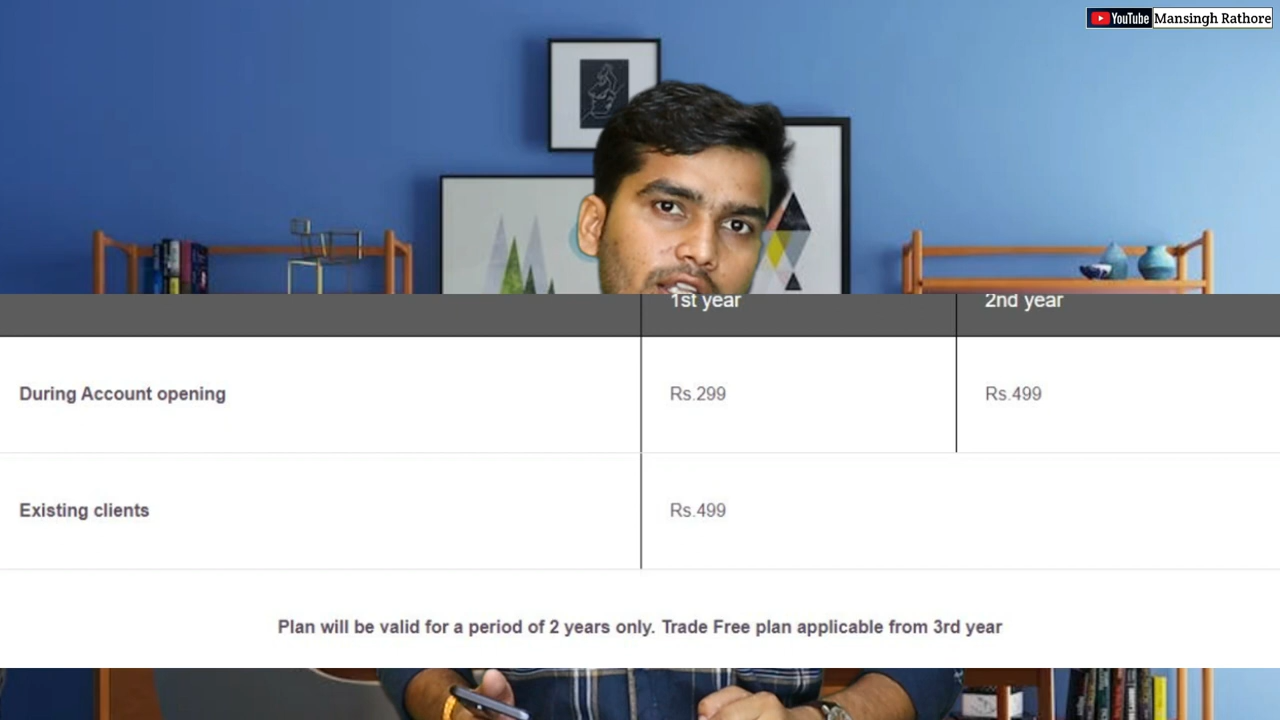 YouTube Mansingh Rathore
1st year 2nd year
During Account opening Rs.299 Rs.499
Existing clients Rs.499
Plan will be valid for a period of 2 years only. Trade Free plan applicable from 3rd year